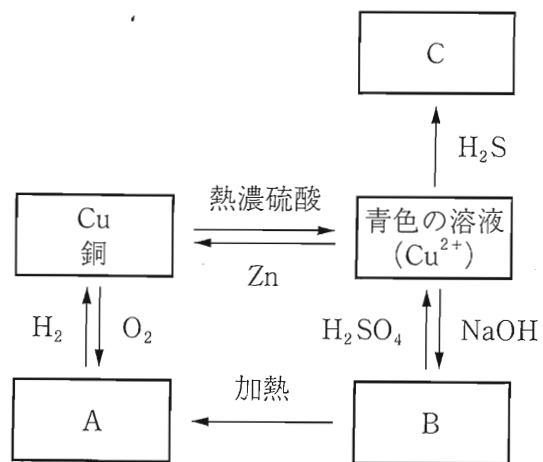 C
H₂S
Cu
銅
熱濃硫酸
Zn
青色の溶液
(Cu²⁺)
H₂
O₂
H₂SO₄
NaOH
A
加熱
B